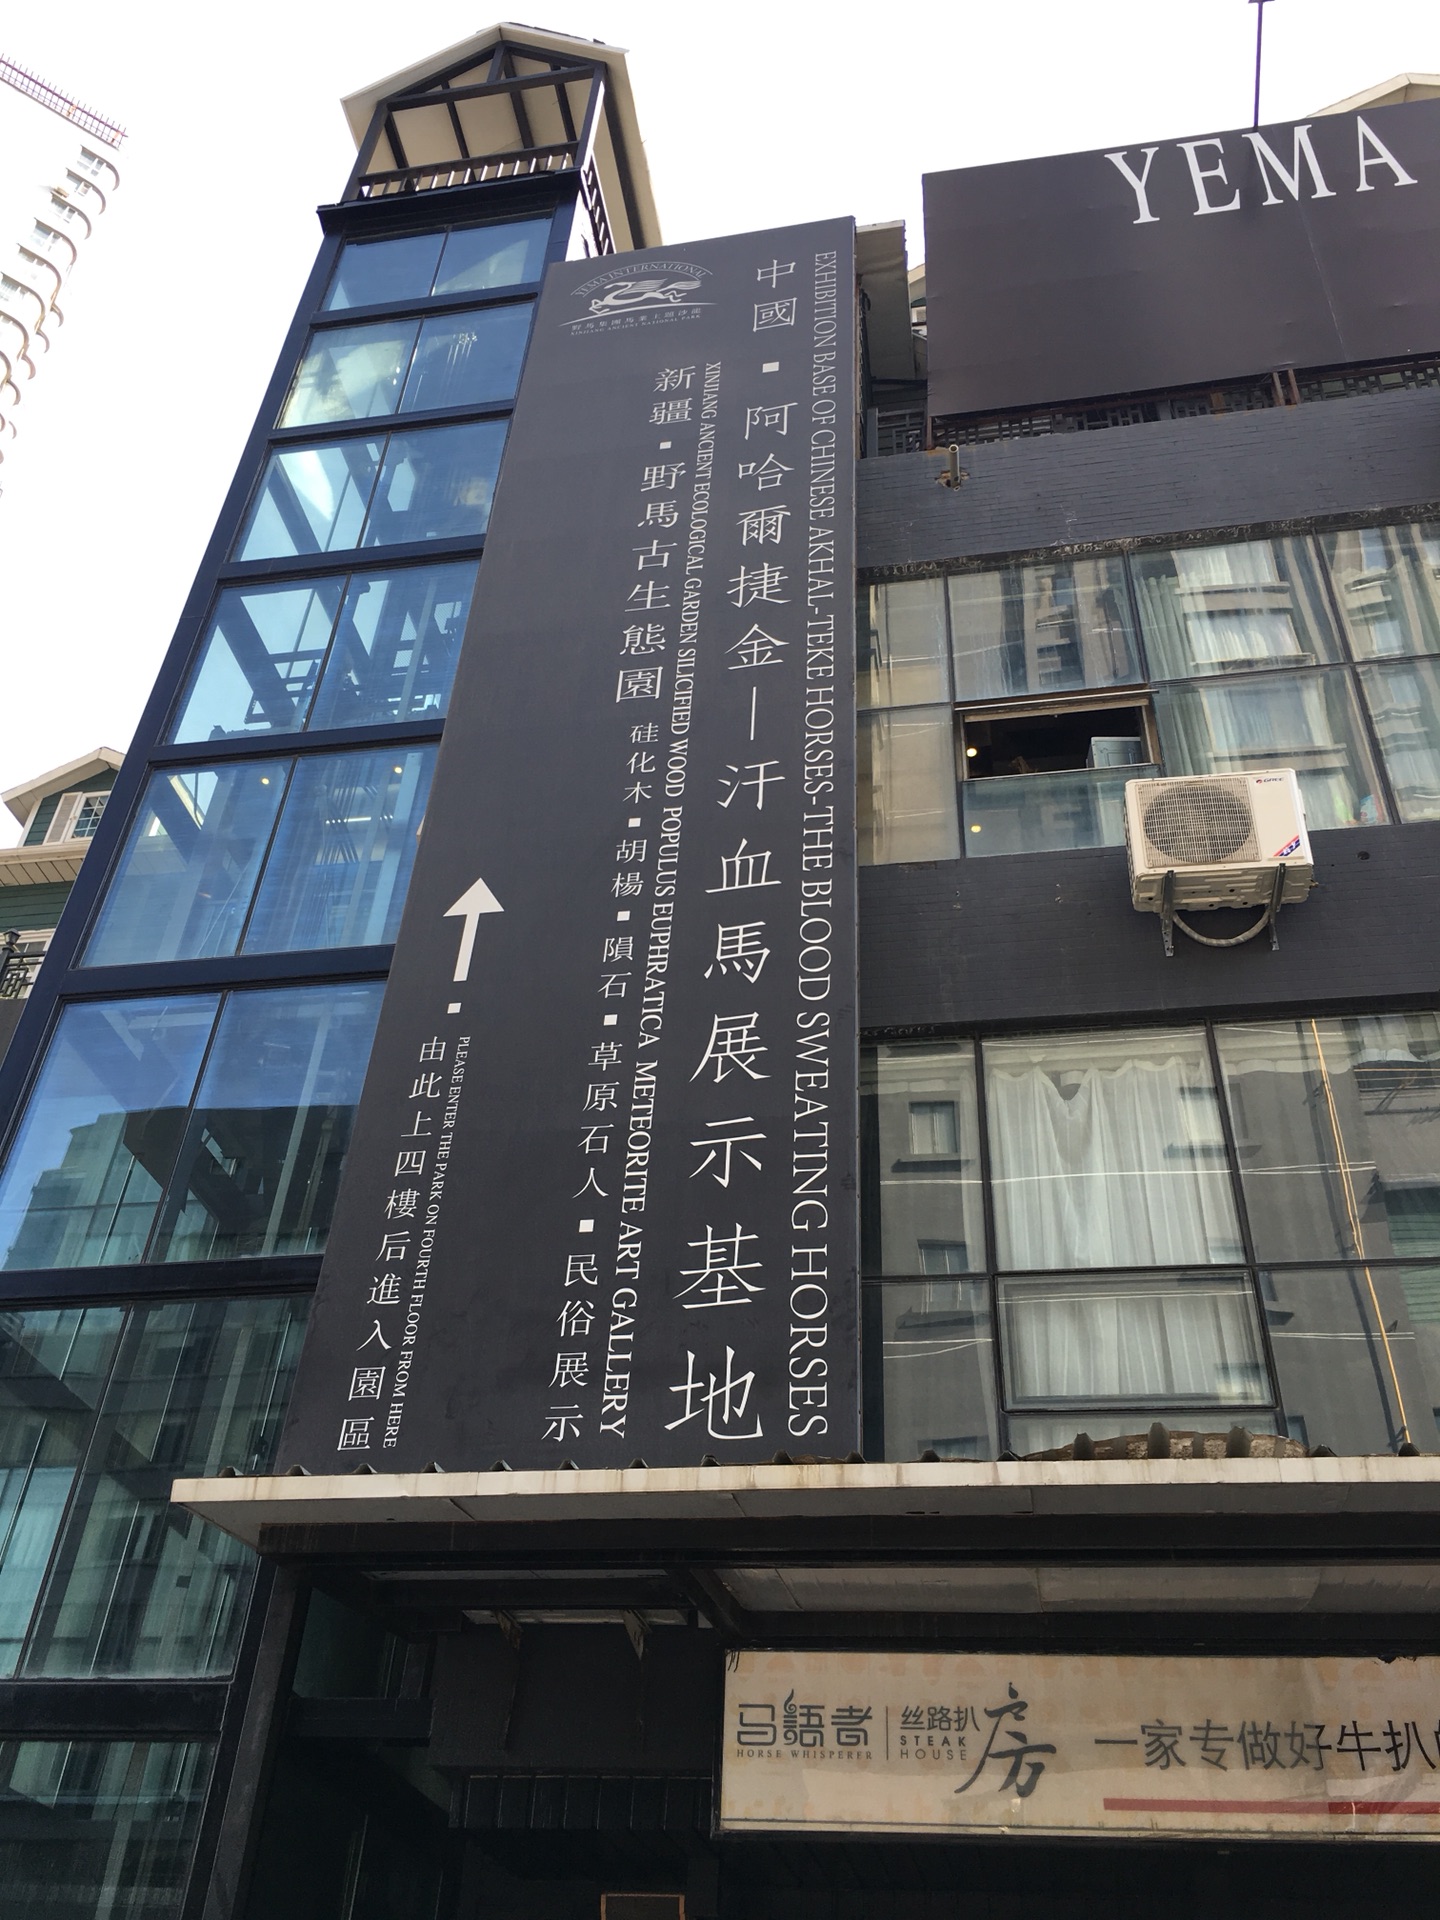 YEMA
YEMA INTERNATIONAL
XINJIANG ANCIENT NATIONAL PARK
中國·阿哈爾捷金—汗血馬展示基地
EXHIBITION BASE OF CHINESE AKHAL-TEKE HORSES-THE BLOOD SWEATING HORSES
新疆·野馬古生態園 硅化木·胡楊·隕石·草原石人·民俗展示
XINJIANG ANCIENT ECOLOGICAL GARDEN SILICIFIED WOOD POPULUS EUPHRATICA METEORITE ART GALLERY
由此上四樓后進入園區
PLEASE ENTER THE PARK ON FOURTH FLOOR FROM HERE
GREE
马語者
HORSE WHISPERER
丝路扒房
STEAK
HOUSE
一家专做好牛扒